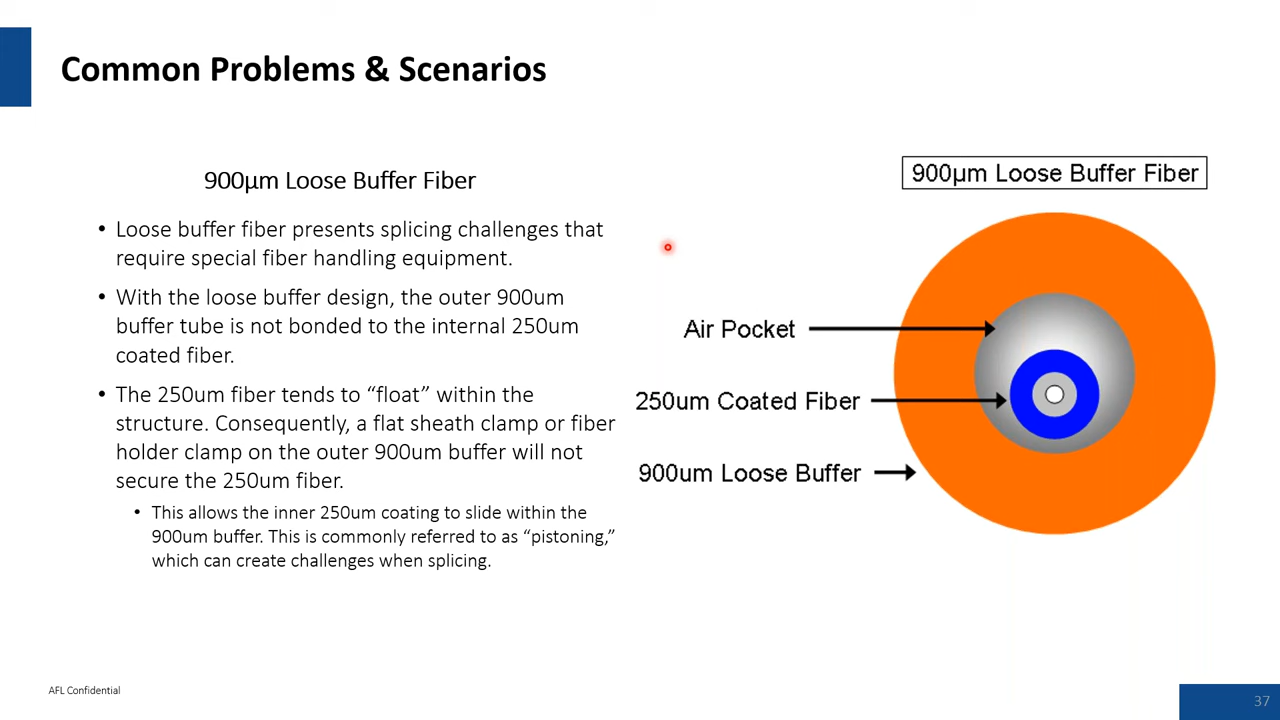 Common Problems & Scenarios
900µm Loose Buffer Fiber
• Loose buffer fiber presents splicing challenges that
require special fiber handling equipment.
• With the loose buffer design, the outer 900um
buffer tube is not bonded to the internal 250um
coated fiber.
• The 250um fiber tends to “float” within the
structure. Consequently, a flat sheath clamp or fiber
holder clamp on the outer 900um buffer will not
secure the 250um fiber.
• This allows the inner 250um coating to slide within the
900um buffer. This is commonly referred to as “pistoning,”
which can create challenges when splicing.
900µm Loose Buffer Fiber
Air Pocket
250um Coated Fiber
900um Loose Buffer
AFL Confidential
37